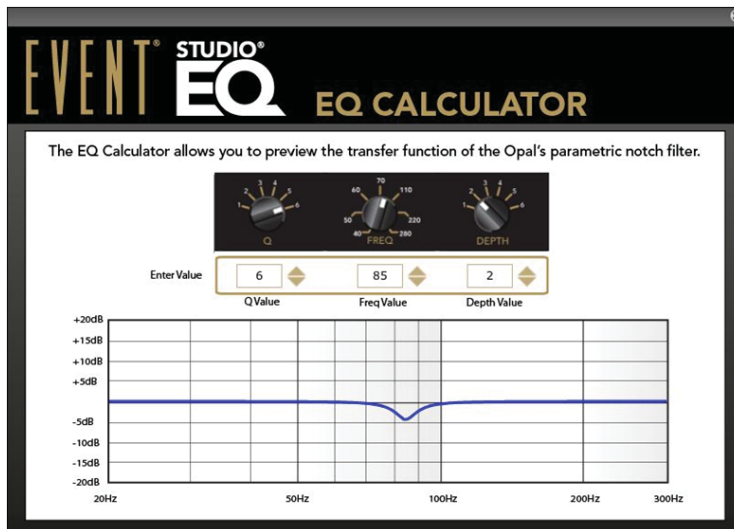 EVENT® STUDIO®
EQ EQ CALCULATOR
The EQ Calculator allows you to preview the transfer function of the Opal's parametric notch filter.
1 2 3 4 5 6
Q
40 50 60 70 110 220 280
FREQ
1 2 3 4 5 6
DEPTH
Enter Value 6 85 2
Q Value Freq Value Depth Value
+20dB
+15dB
+10dB
+5dB
-5dB
-10dB
-15dB
-20dB
20Hz 50Hz 100Hz 200Hz 300Hz